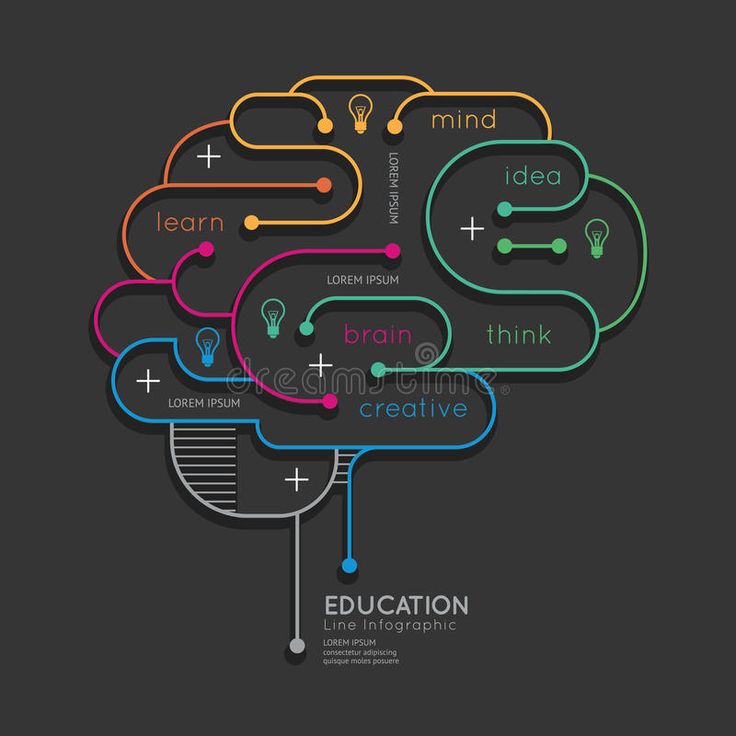 mind
idea
LOREM IPSUM
learn
LOREM IPSUM
brain
think
dreamstime
LOREM IPSUM
creative
EDUCATION
Line Infographic
LOREM IPSUM
consectetur adipiscing
quisque moles posuere